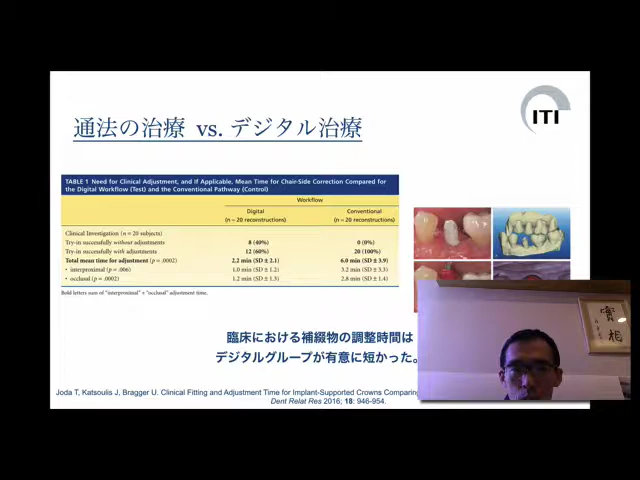 通法の治療 vs. デジタル治療
ITI
TABLE 1 Need for Clinical Adjustment, and If Applicable, Mean Time for Chair-Side Correction Compared for
the Digital Workflow (Test) and the Conventional Pathway (Control)
Workflow
Digital Conventional
(n = 20 reconstructions) (n = 20 reconstructions)
Clinical Investigation (n = 20 subjects)
Try-in successfully without adjustments 8 (40%) 0 (0%)
Try-in successfully with adjustments 12 (60%) 20 (100%)
Total mean time for adjustment (p = .0002) 2.2 min (SD ± 2.1) 6.0 min (SD ± 3.9)
• interproximal (p = .006) 1.0 min (SD ± 1.2) 3.2 min (SD ± 3.3)
• occlusal (p = .0002) 1.2 min (SD ± 1.3) 2.8 min (SD ± 1.4)
Bold letters sum of "interproximal" + "occlusal" adjustment time.
臨床における補綴物の調整時間は
デジタルグループが有意に短かった。
Joda T, Katsoulis J, Bragger U. Clinical Fitting and Adjustment Time for Implant-Supported Crowns Comparing
Dent Relat Res 2016; 18: 946-954.
實相